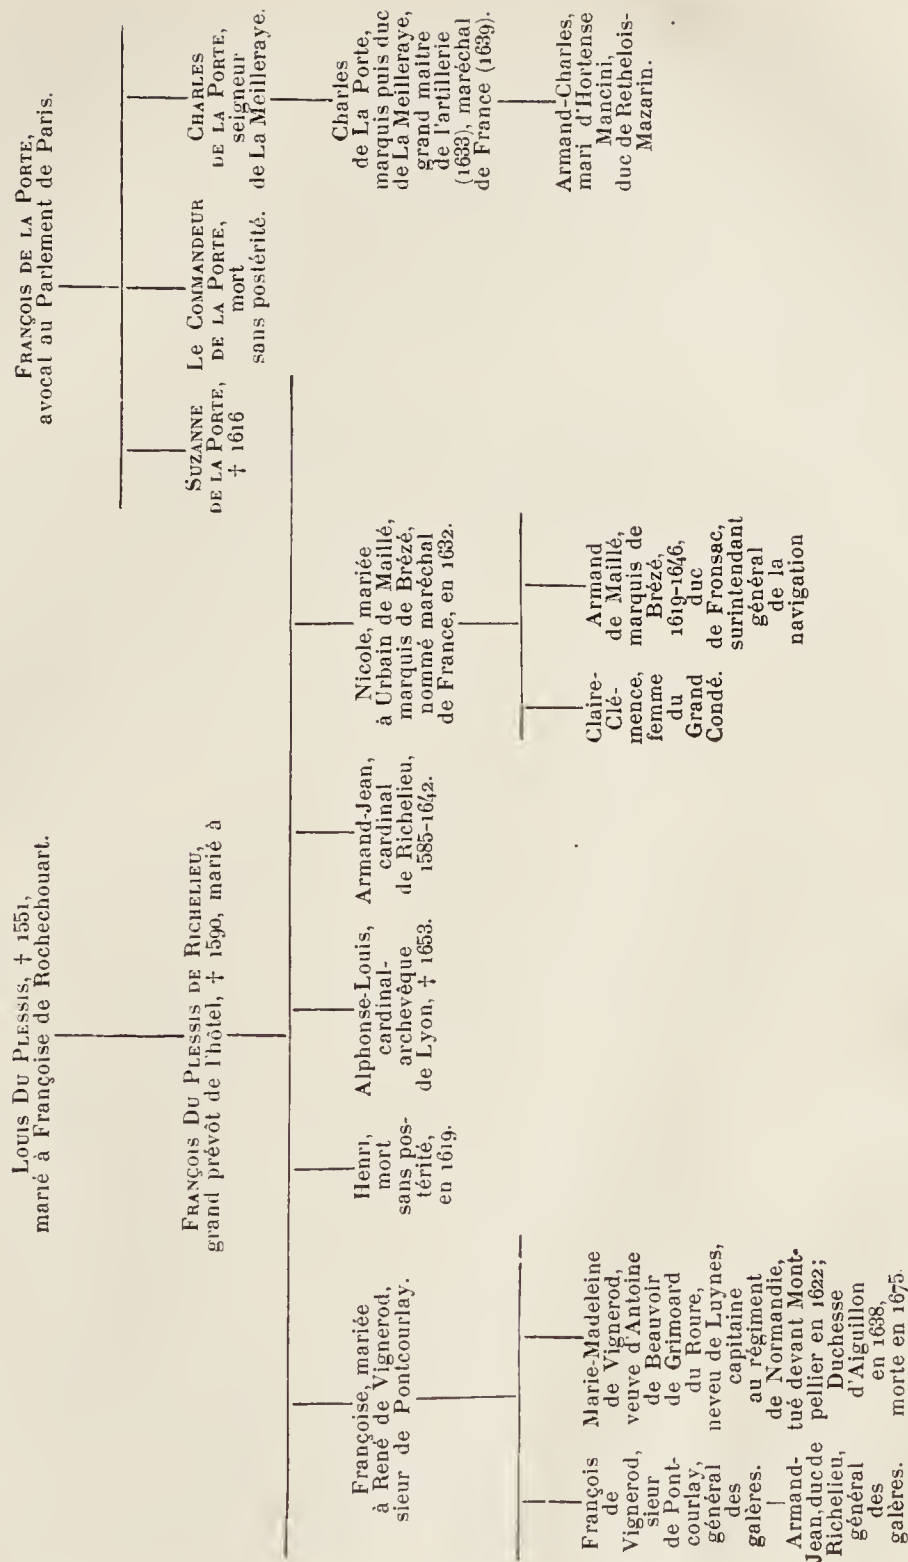 Louis Du Plessis, † 1551,
marié à Françoise de Rochechouart.
François Du Plessis de Richelieu,
grand prévôt de l'hôtel, † 1590, marié à
François de la Porte,
avocat au Parlement de Paris.
Suzanne
de la Porte,
† 1616
Le Commandeur
de la Porte,
mort
sans postérité.
Charles
de la Porte,
seigneur
de La Meilleraye.
Charles
de La Porte,
marquis puis duc
de La Meilleraye,
grand maitre
de l'artillerie
(1633), maréchal
de France (1639).
Armand-Charles,
mari d'Hortense
Mancini,
duc de Rethelois-
Mazarin.
Françoise, mariée
à René de Vignerod,
sieur de Pontcourlay.
Henri,
mort
sans pos-
térité,
en 1619.
Alphonse-Louis,
cardinal-
archevêque
de Lyon, † 1653.
Armand-Jean,
cardinal
de Richelieu,
1585-1642.
Nicole, mariée
à Urbain de Maillé,
marquis de Brézé,
nommé maréchal
de France, en 1632.
François
de
Vignerod,
sieur
de Pont-
courlay,
général
des
galères.
Armand-
Jean, duc de
Richelieu,
général
des
galères.
Marie-Madeleine
de Vignerod,
veuve d'Antoine
de Beauvoir
de Grimoard
du Roure,
neveu de Luynes,
capitaine
au régiment
de Normandie,
tué devant Mont-
pellier en 1622;
Duchesse
d'Aiguillon
en 1638,
morte en 1675.
Claire-
Clé-
mence,
femme
du
Grand
Condé.
Armand
de Maillé,
marquis de
Brézé,
1619-1646,
duc
de Fronsac,
surintendant
général
de la
navigation